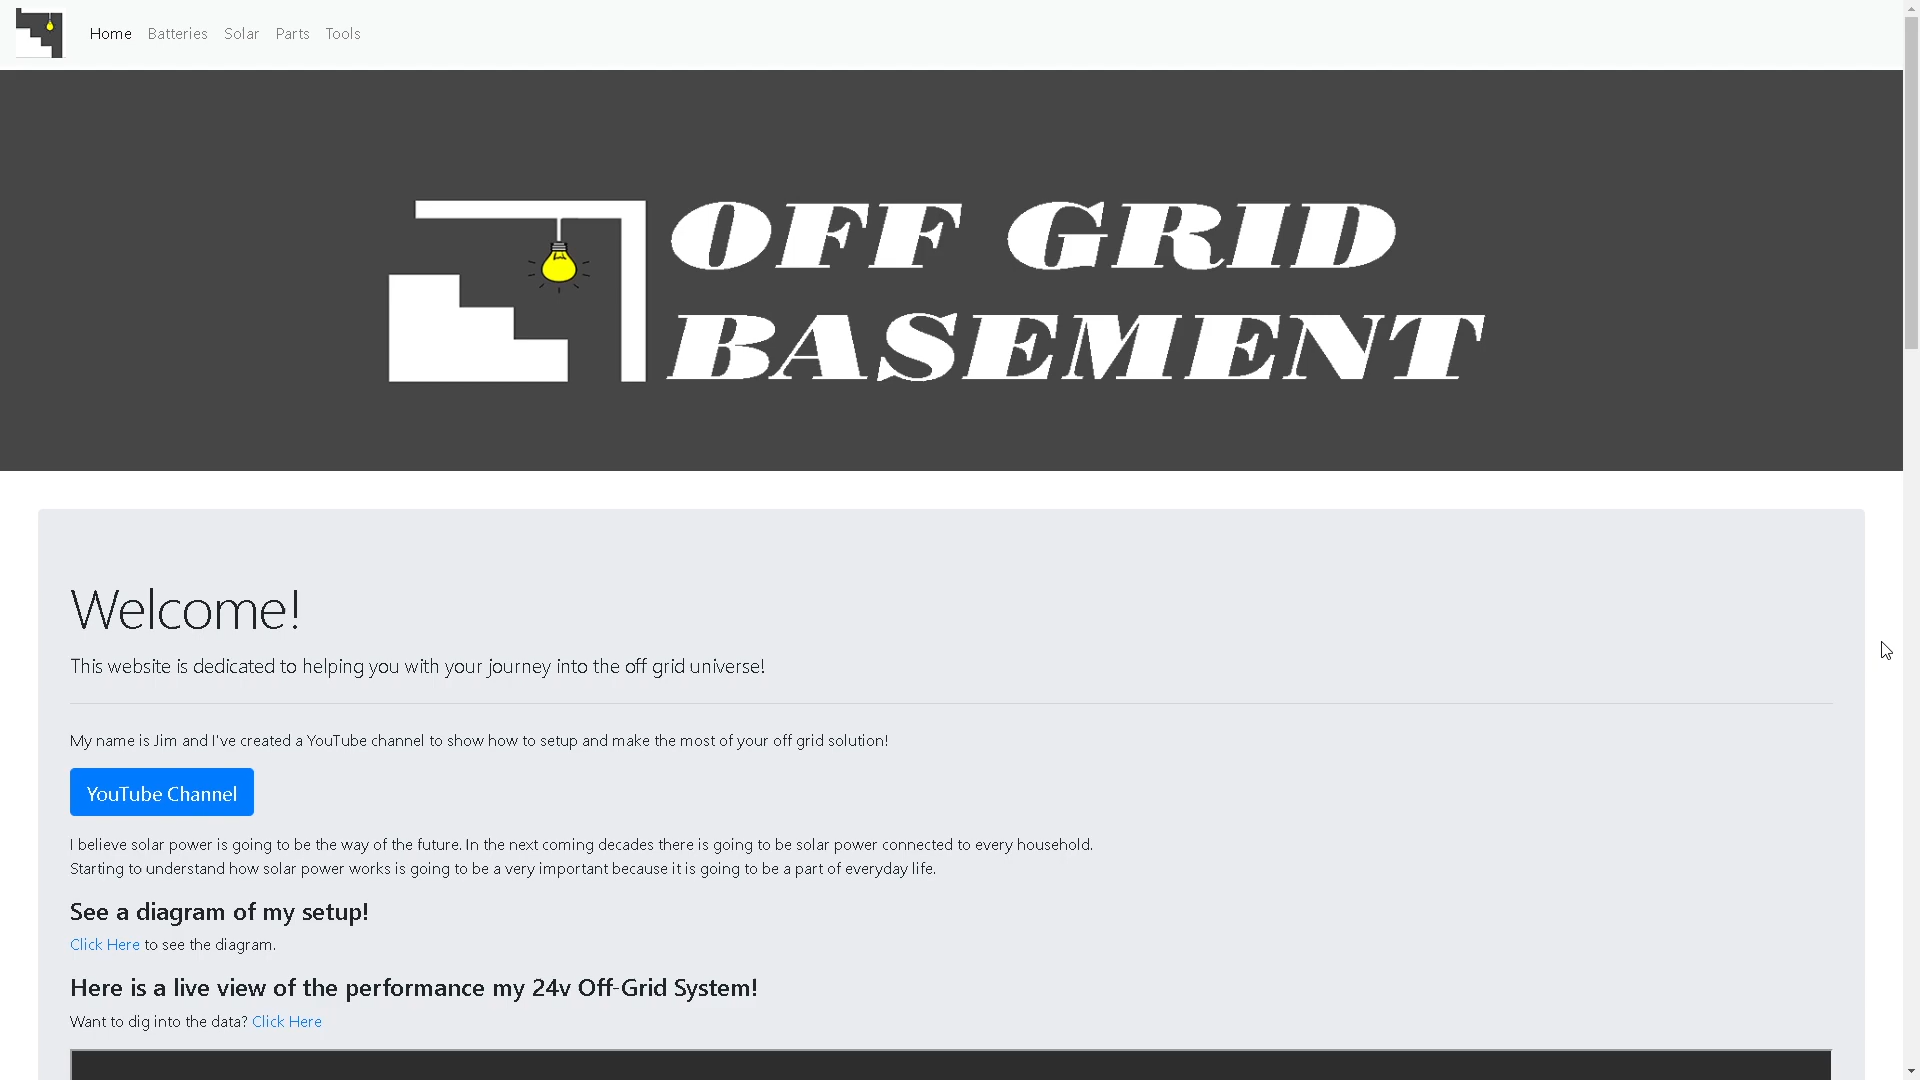 Home Batteries Solar Parts Tools
OFF GRID
BASEMENT
Welcome!
This website is dedicated to helping you with your journey into the off grid universe!
My name is Jim and I've created a YouTube channel to show how to setup and make the most of your off grid solution!
YouTube Channel
I believe solar power is going to be the way of the future. In the next coming decades there is going to be solar power connected to every household.
Starting to understand how solar power works is going to be a very important because it is going to be a part of everyday life.
See a diagram of my setup!
Click Here to see the diagram.
Here is a live view of the performance my 24v Off-Grid System!
Want to dig into the data? Click Here